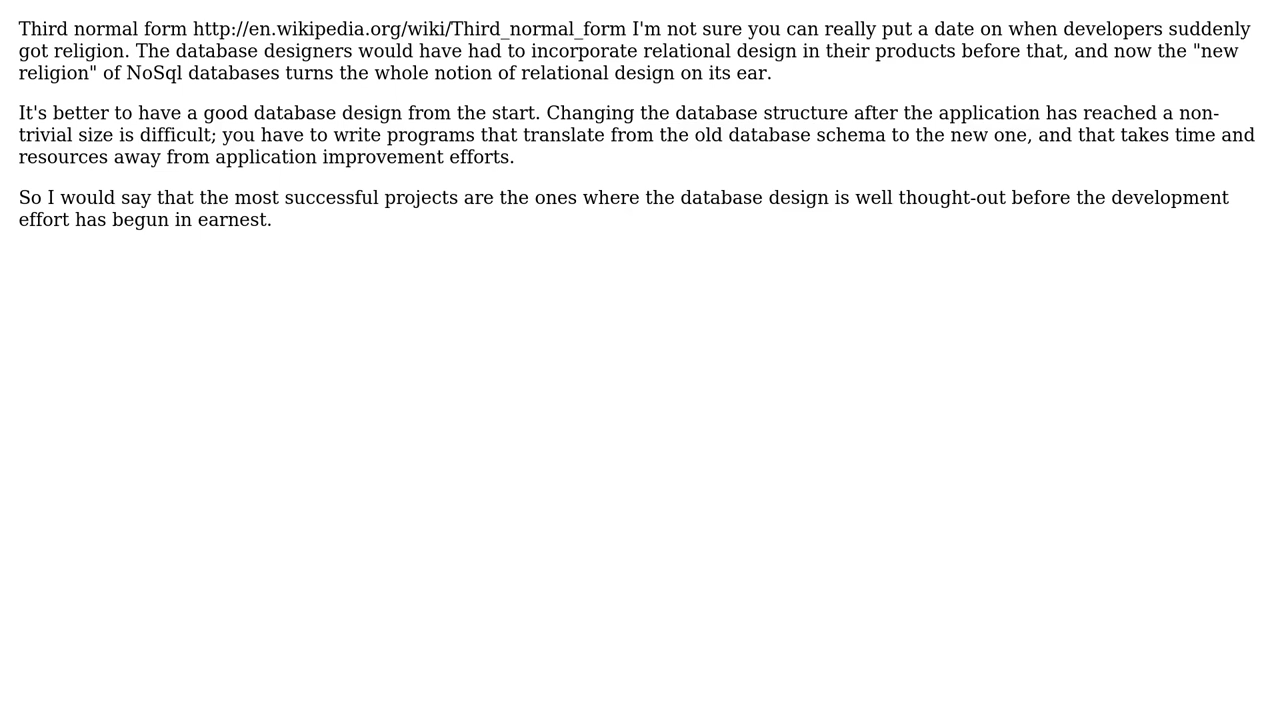 Third normal form http://en.wikipedia.org/wiki/Third_normal_form I'm not sure you can really put a date on when developers suddenly
got religion. The database designers would have had to incorporate relational design in their products before that, and now the "new
religion" of NoSql databases turns the whole notion of relational design on its ear.
It's better to have a good database design from the start. Changing the database structure after the application has reached a non-
trivial size is difficult; you have to write programs that translate from the old database schema to the new one, and that takes time and
resources away from application improvement efforts.
So I would say that the most successful projects are the ones where the database design is well thought-out before the development
effort has begun in earnest.